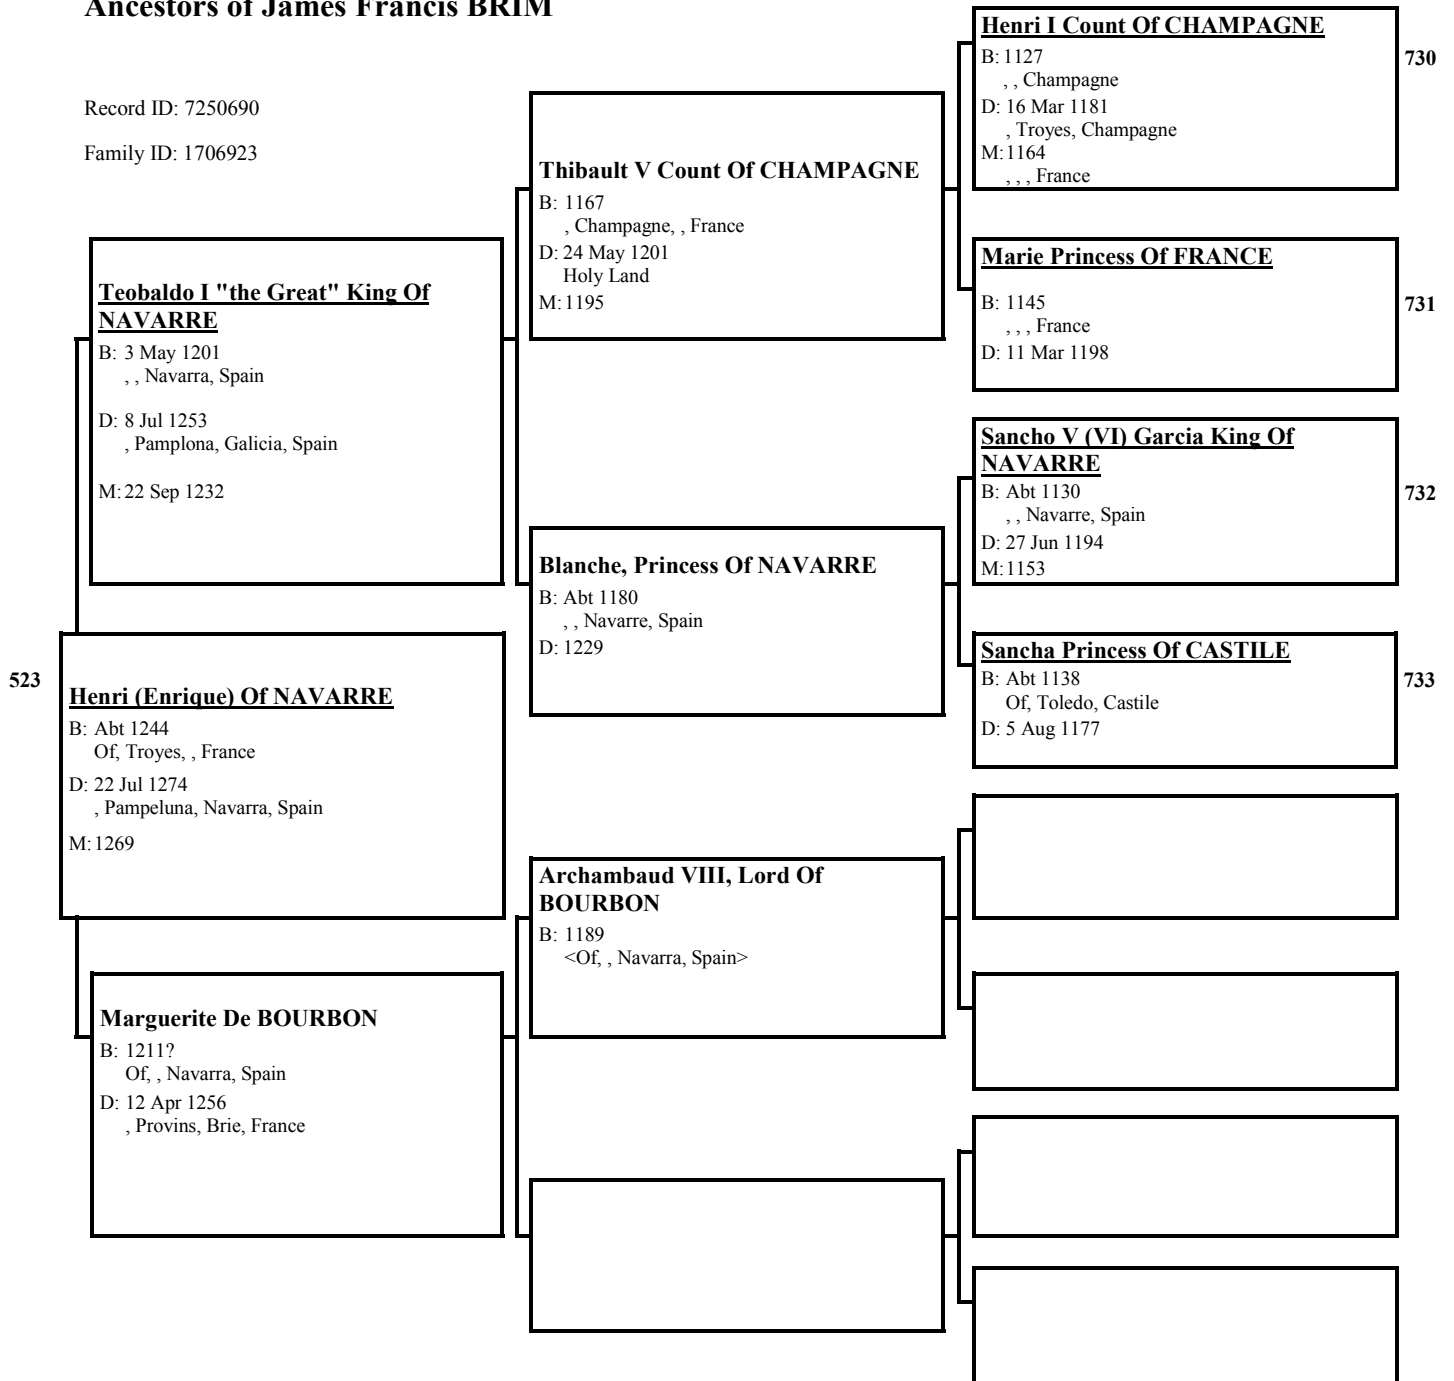 Ancestors of James Francis BRIM
Record ID: 7250690
Family ID: 1706923
523
Henri (Enrique) Of NAVARRE
B: Abt 1244
Of, Troyes, , France
D: 22 Jul 1274
, Pampeluna, Navarra, Spain
M: 1269
Teobaldo I "the Great" King Of
NAVARRE
B: 3 May 1201
, , Navarra, Spain
D: 8 Jul 1253
, Pamplona, Galicia, Spain
M: 22 Sep 1232
Marguerite De BOURBON
B: 1211?
Of, , Navarra, Spain
D: 12 Apr 1256
, Provins, Brie, France
Thibault V Count Of CHAMPAGNE
B: 1167
, Champagne, , France
D: 24 May 1201
Holy Land
M: 1195
Blanche, Princess Of NAVARRE
B: Abt 1180
, , Navarre, Spain
D: 1229
Archambaud VIII, Lord Of
BOURBON
B: 1189
<Of, , Navarra, Spain>
Henri I Count Of CHAMPAGNE
B: 1127
, , Champagne
D: 16 Mar 1181
, Troyes, Champagne
M: 1164
, , , France
730
Marie Princess Of FRANCE
B: 1145
, , , France
D: 11 Mar 1198
731
Sancho V (VI) Garcia King Of
NAVARRE
B: Abt 1130
, , Navarre, Spain
D: 27 Jun 1194
M: 1153
732
Sancha Princess Of CASTILE
B: Abt 1138
Of, Toledo, Castile
D: 5 Aug 1177
733